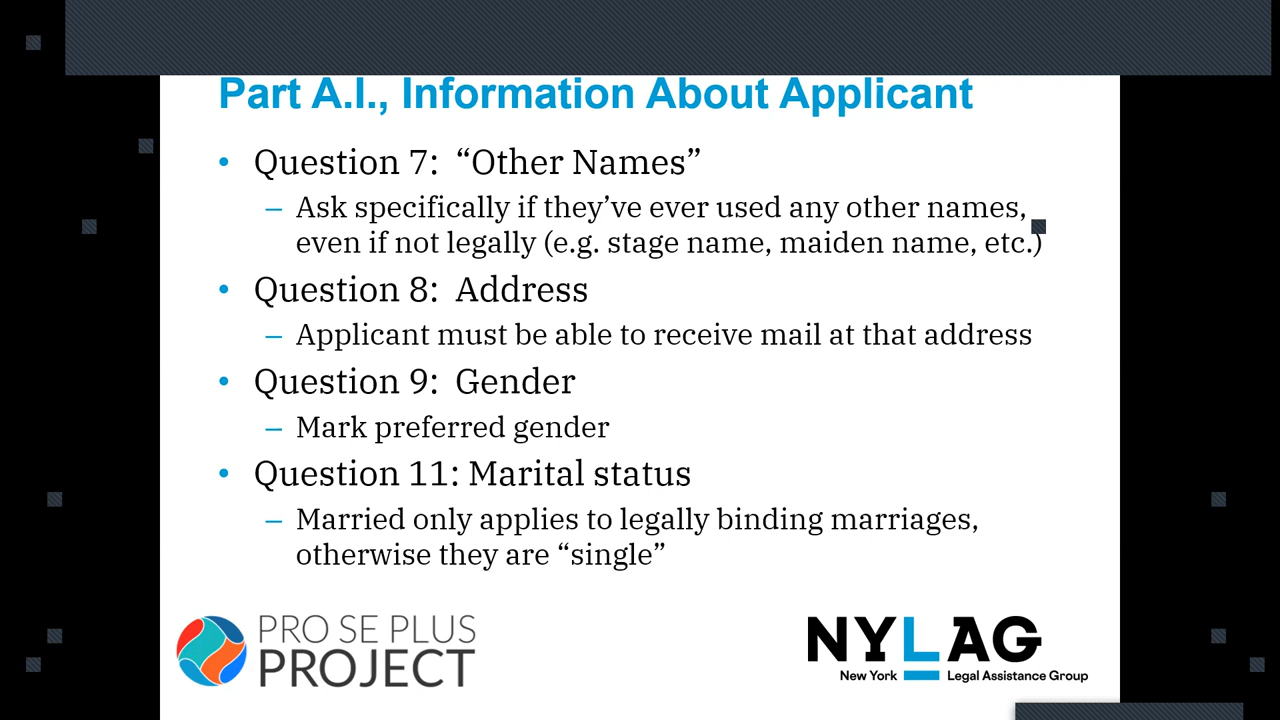 Part A.I., Information About Applicant
• Question 7: “Other Names”
– Ask specifically if they’ve ever used any other names,
even if not legally (e.g. stage name, maiden name, etc.)
• Question 8: Address
– Applicant must be able to receive mail at that address
• Question 9: Gender
– Mark preferred gender
• Question 11: Marital status
– Married only applies to legally binding marriages,
otherwise they are “single”
PRO SE PLUS
PROJECT
NYLAG
New York Legal Assistance Group